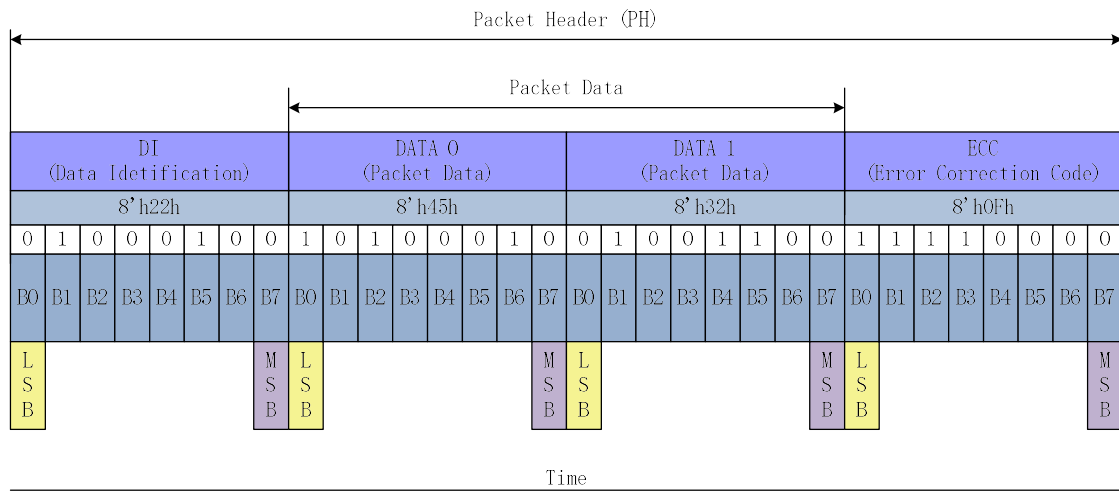 Packet Header (PH)
Packet Data
DI DATA 0 DATA 1 ECC
(Data Idetification) (Packet Data) (Packet Data) (Error Correction Code)
8'h22h 8'h45h 8'h32h 8'h0Fh
0 1 0 0 0 1 0 0 1 0 1 0 0 0 1 0 0 1 0 0 1 1 0 0 1 1 1 1 0 0 0 0
B0 B1 B2 B3 B4 B5 B6 B7 B0 B1 B2 B3 B4 B5 B6 B7 B0 B1 B2 B3 B4 B5 B6 B7 B0 B1 B2 B3 B4 B5 B6 B7
L M L M L M L M
S S S S S S S S
B B B B B B B B
Time